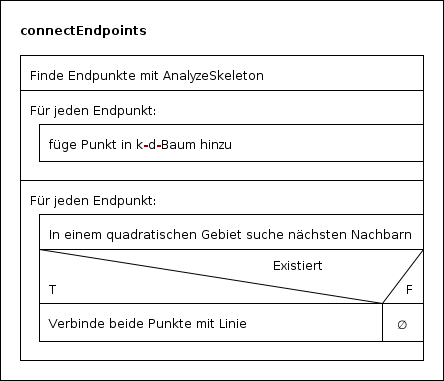 connectEndpoints
Finde Endpunkte mit AnalyzeSkeleton
Für jeden Endpunkt:
füge Punkt in k-d-Baum hinzu
Für jeden Endpunkt:
In einem quadratischen Gebiet suche nächsten Nachbarn
Existiert
T
F
Verbinde beide Punkte mit Linie
∅